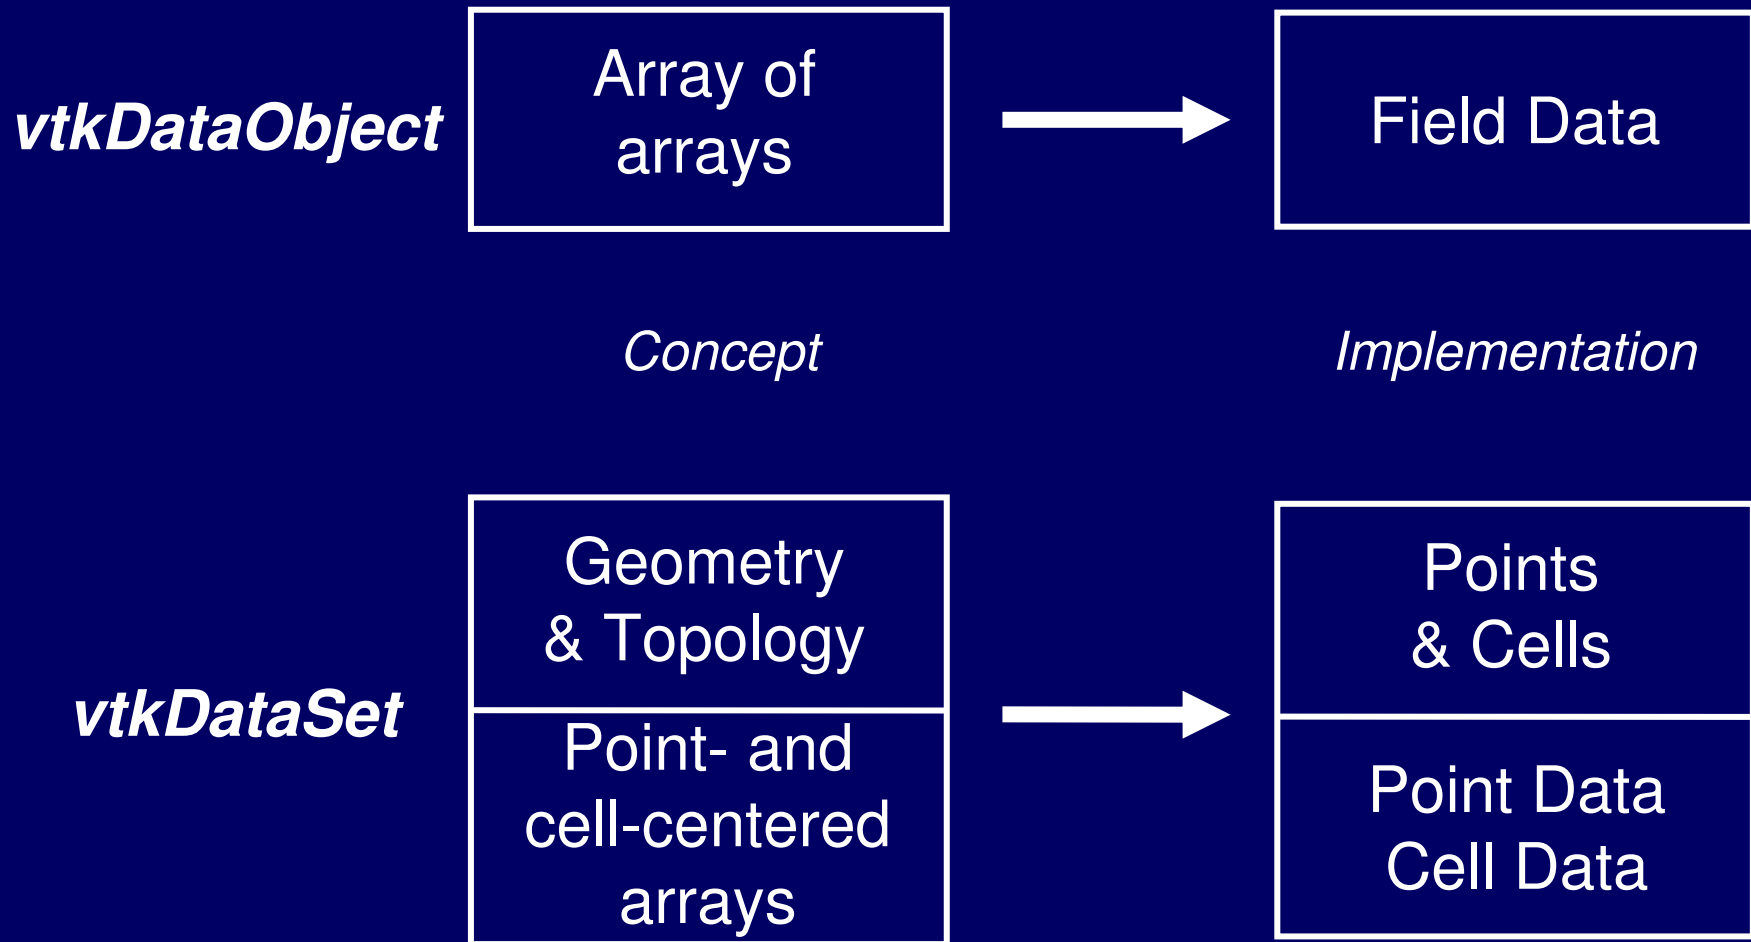 vtkDataObject
Array of
arrays
Field Data
Concept
Implementation
vtkDataSet
Geometry
& Topology
Point- and
cell-centered
arrays
Points
& Cells
Point Data
Cell Data